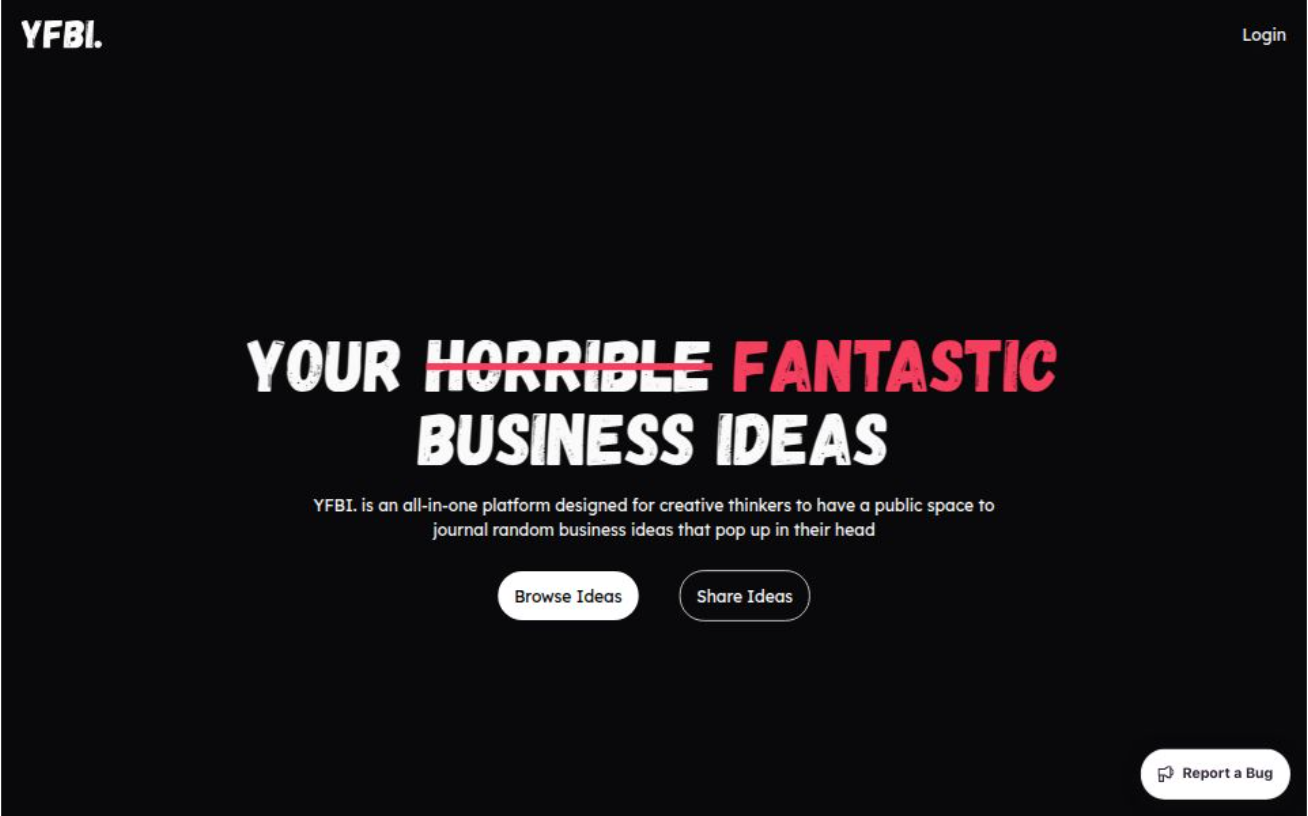 YFBI.
Login
YOUR HORRIBLE FANTASTIC
BUSINESS IDEAS
YFBI. is an all-in-one platform designed for creative thinkers to have a public space to
journal random business ideas that pop up in their head
Browse Ideas
Share Ideas
Report a Bug